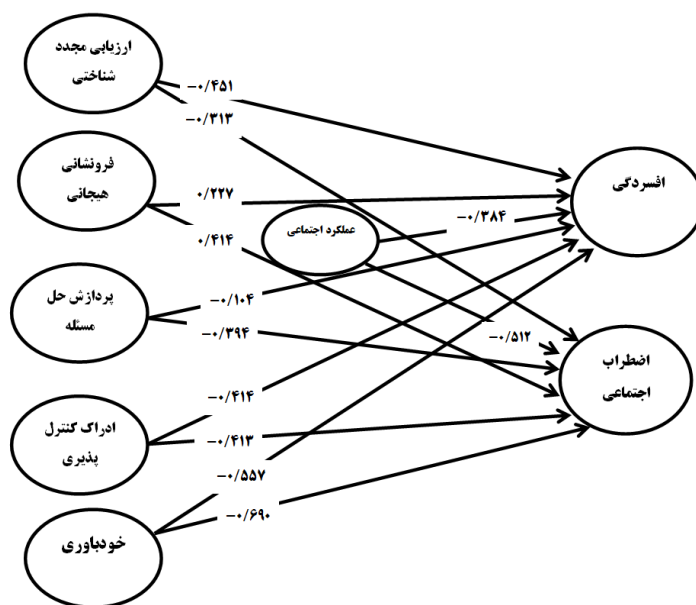 ارزیابی مجدد
شناختی
−۰/۴۵۱
−۰/۳۱۳
فرونشانی
هیجانی
۰/۲۲۷
۰/۴۱۴
عملکرد اجتماعی
−۰/۳۸۴
−۰/۵۱۲
افسردگی
پردازش حل
مسئله
−۰/۱۰۴
−۰/۳۹۴
اضطراب
اجتماعی
ادراک کنترل
پذیری
−۰/۴۱۴
−۰/۴۱۳
خودباوری
−۰/۵۵۷
−۰/۶۹۰